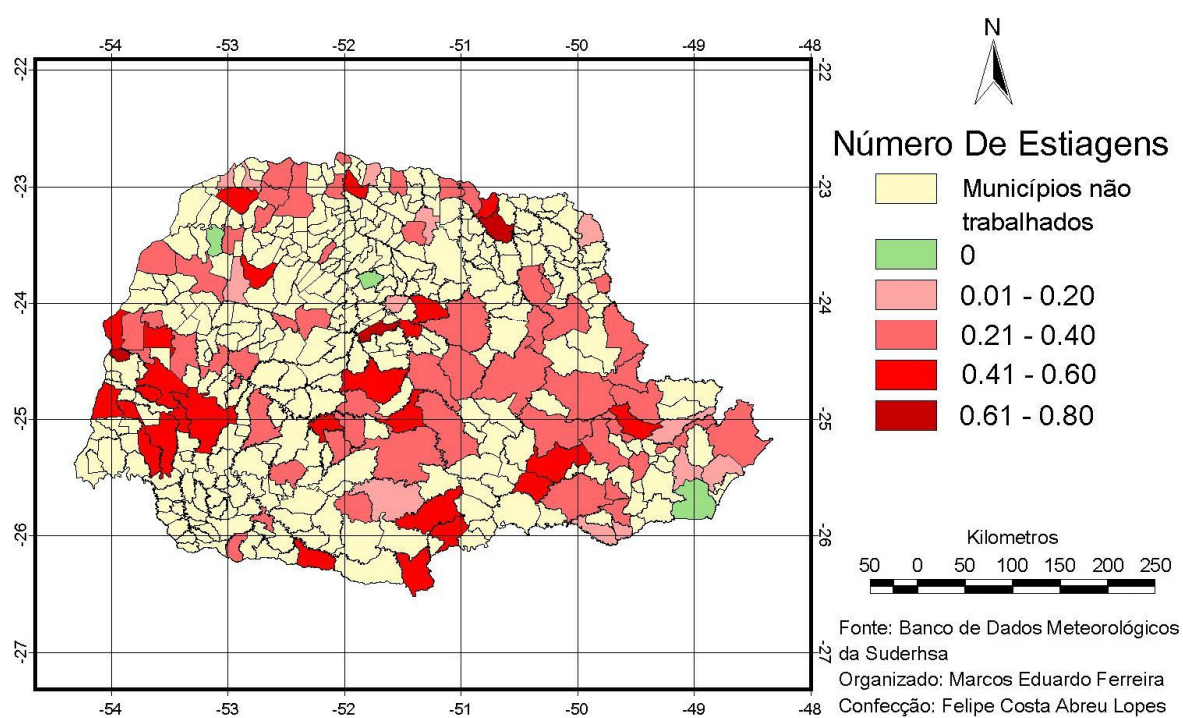 -54 -53 -52 -51 -50 -49 -48
-22 -22
-23 -23
-24 -24
-25 -25
-26 -26
-27 -27
-54 -53 -52 -51 -50 -49 -48
N
Número De Estiagens
Municípios não
trabalhados
0
0.01 - 0.20
0.21 - 0.40
0.41 - 0.60
0.61 - 0.80
Kilometros
50 0 50 100 150 200 250
Fonte: Banco de Dados Meteorológicos
da Suderhsa
Organizado: Marcos Eduardo Ferreira
Confecção: Felipe Costa Abreu Lopes